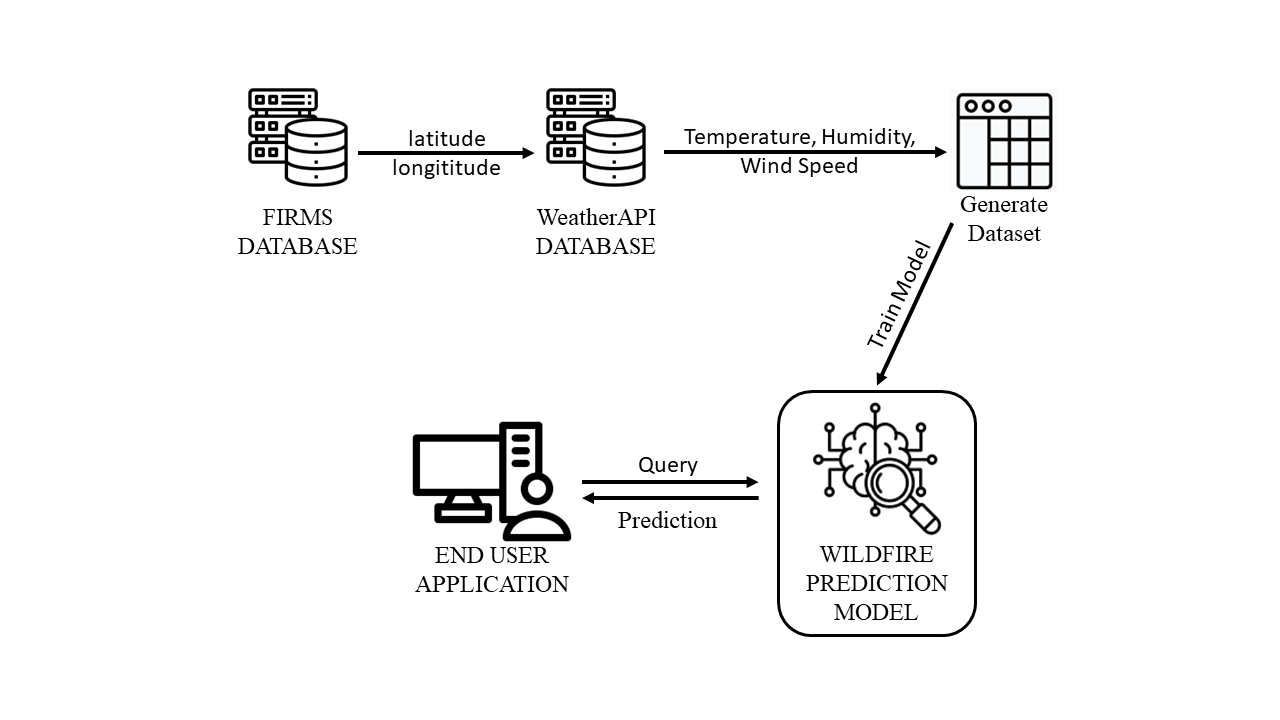 latitude
longititude
Temperature, Humidity,
Wind Speed
FIRMS
DATABASE
WeatherAPI
DATABASE
Generate
Dataset
Train Model
Query
Prediction
END USER
APPLICATION
WILDFIRE
PREDICTION
MODEL